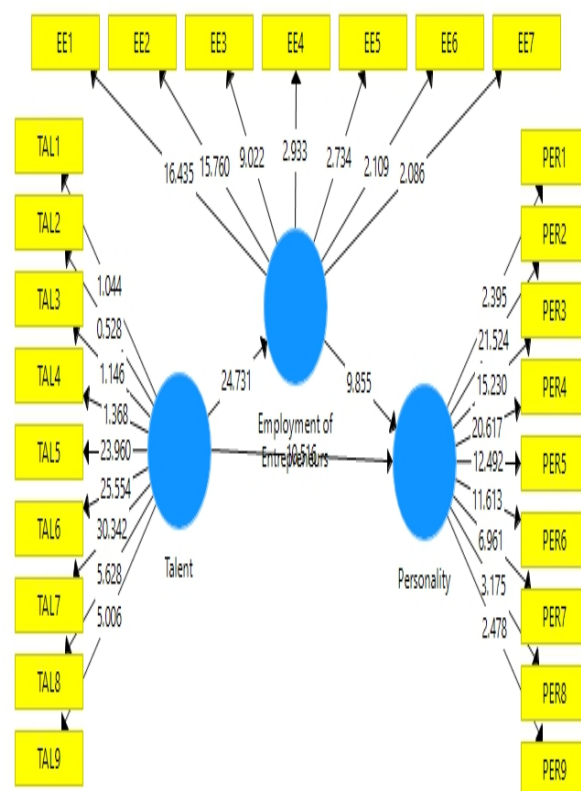 EE1
EE2
EE3
EE4
EE5
EE6
EE7
TAL1
TAL2
TAL3
TAL4
TAL5
TAL6
TAL7
TAL8
TAL9
PER1
PER2
PER3
PER4
PER5
PER6
PER7
PER8
PER9
16.435
15.760
9.022
2.933
2.734
2.109
2.086
1.044
0.528
1.146
1.368
23.960
25.554
30.342
5.628
5.006
24.731
9.855
Employment of
Entrepreneurs
2.395
21.524
15.230
20.617
12.492
11.613
6.961
3.175
2.478
Talent
Personality